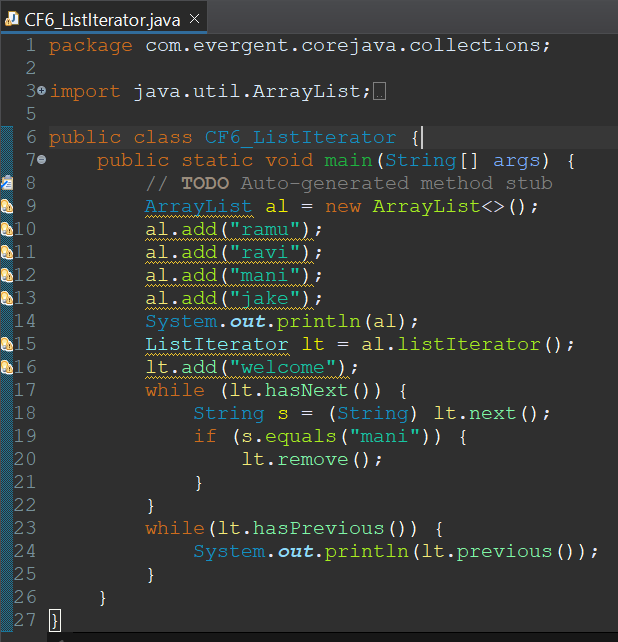 CF6_ListIterator.java
1 package com.evergent.corejava.collections;
2
3 import java.util.ArrayList;
5
6 public class CF6_ListIterator {
7     public static void main(String[] args) {
8         // TODO Auto-generated method stub
9         ArrayList al = new ArrayList<>();
10         al.add("ramu");
11         al.add("ravi");
12         al.add("mani");
13         al.add("jake");
14         System.out.println(al);
15         ListIterator lt = al.listIterator();
16         lt.add("welcome");
17         while (lt.hasNext()) {
18             String s = (String) lt.next();
19             if (s.equals("mani")) {
20                 lt.remove();
21             }
22         }
23         while(lt.hasPrevious()) {
24             System.out.println(lt.previous());
25         }
26     }
27 }